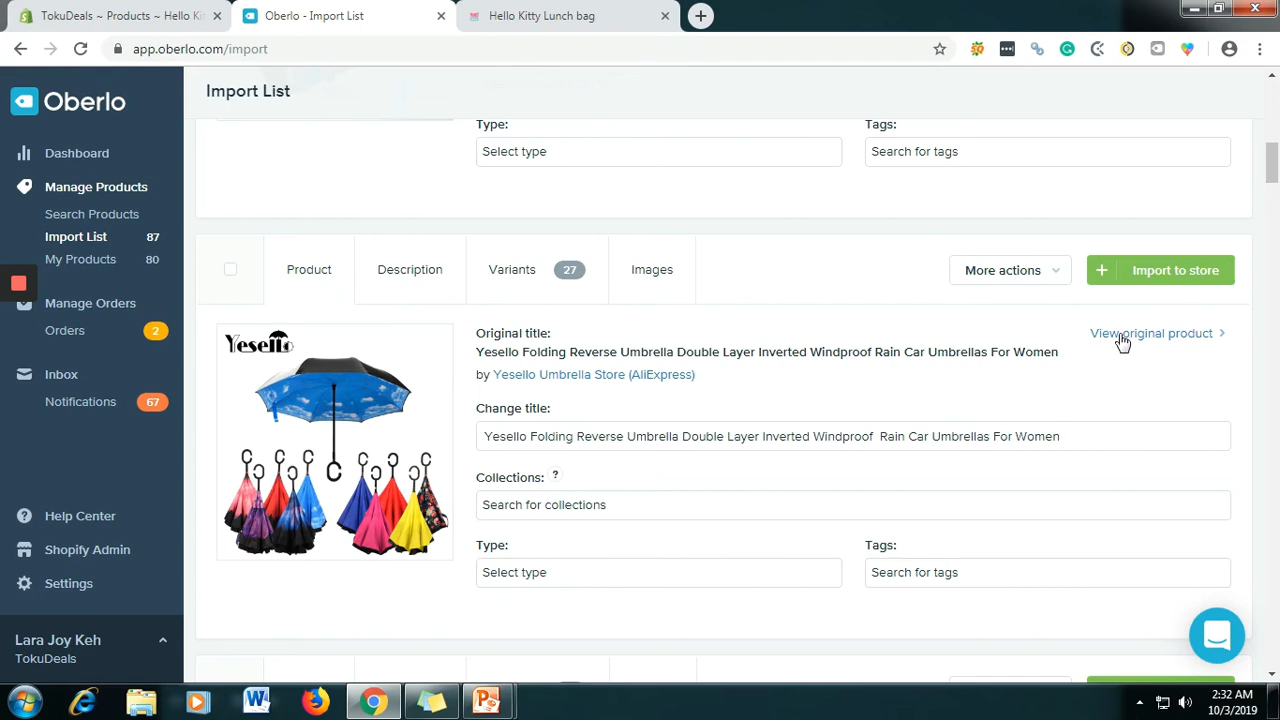 TokuDeals ~ Products ~ Hello Ki
Oberlo - Import List
Hello Kitty Lunch bag
app.oberlo.com/import
Oberlo
Import List
Dashboard
Manage Products
Search Products
Import List 87
My Products 80
Manage Orders
Orders 2
Inbox
Notifications 67
Help Center
Shopify Admin
Settings
Lara Joy Keh
TokuDeals
Type:
Tags:
Select type
Search for tags
Product
Description
Variants 27
Images
More actions
+ Import to store
Yesello
Original title:
View original product >
Yesello Folding Reverse Umbrella Double Layer Inverted Windproof Rain Car Umbrellas For Women
by Yesello Umbrella Store (AliExpress)
Change title:
Yesello Folding Reverse Umbrella Double Layer Inverted Windproof  Rain Car Umbrellas For Women
Collections: ?
Search for collections
Type:
Tags:
Select type
Search for tags
2:32 AM
10/3/2019